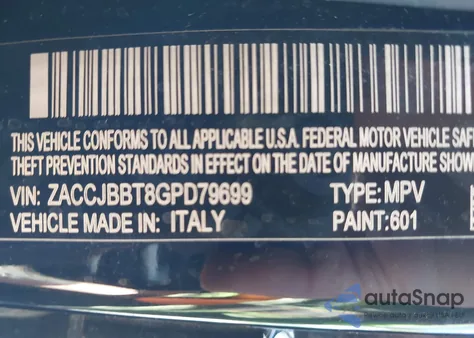 THIS VEHICLE CONFORMS TO ALL APPLICABLE U.S.A. FEDERAL MOTOR VEHICLE SAFE
THEFT PREVENTION STANDARDS IN EFFECT ON THE DATE OF MANUFACTURE SHOW
VIN: ZACCJBBT8GPD79699 TYPE: MPV
VEHICLE MADE IN: ITALY PAINT: 601
autoSnap